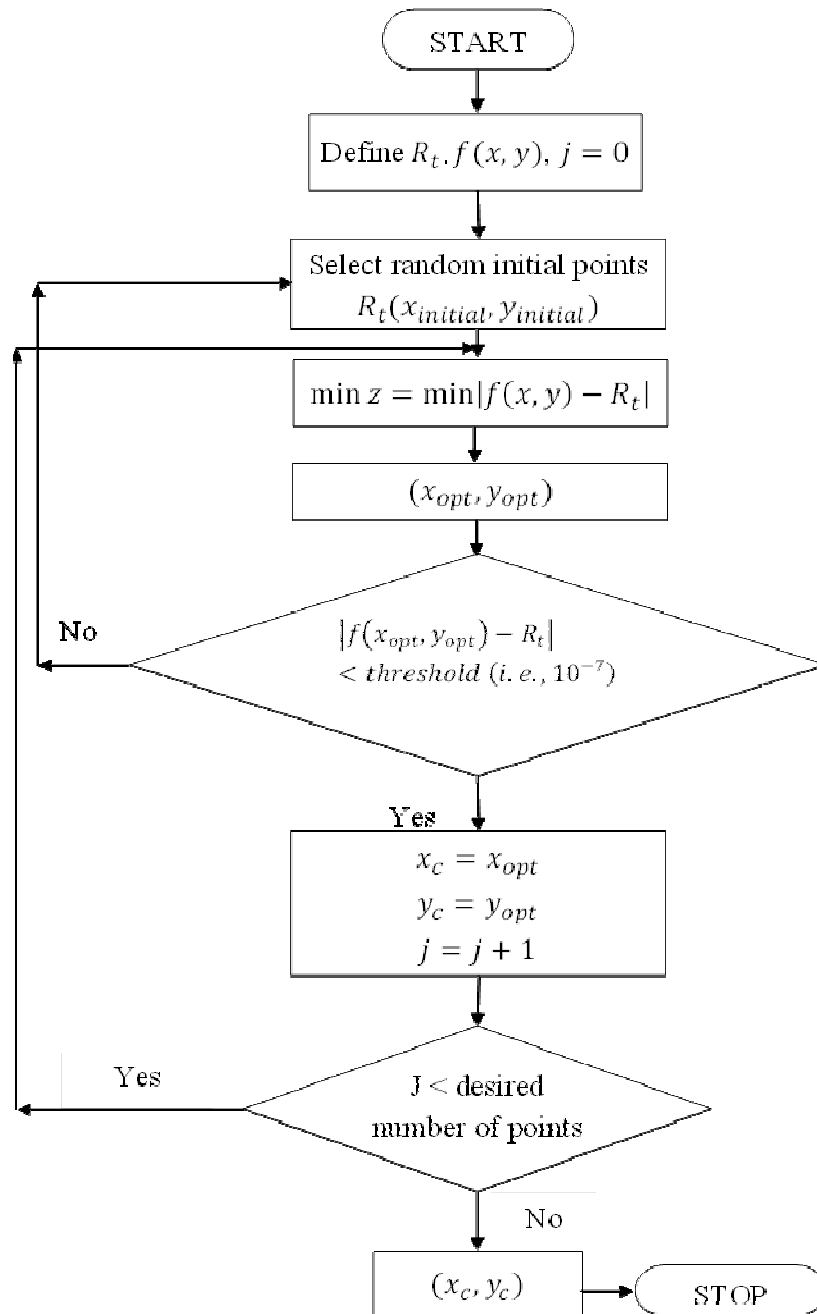 START
Define R_t, f(x, y), j = 0
Select random initial points
R_t(x_initial, y_initial)
min z = min|f(x, y) − R_t|
(x_opt, y_opt)
|f(x_opt, y_opt) − R_t|
< threshold (i. e., 10^−7)
No
Yes
x_c = x_opt
y_c = y_opt
j = j + 1
J < desired
number of points
Yes
No
(x_c, y_c)
STOP